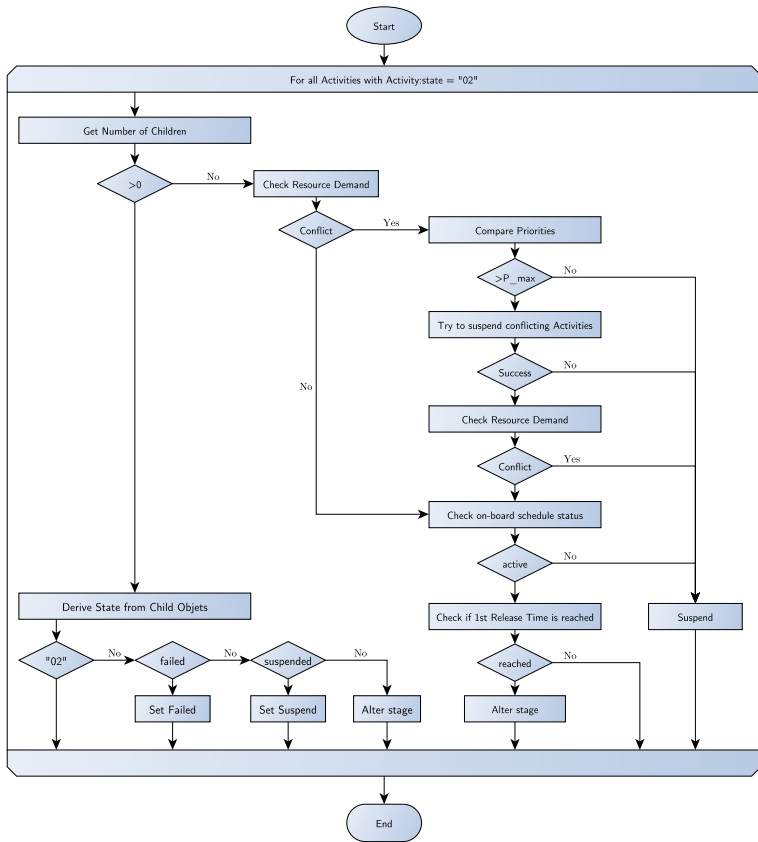 Start
For all Activities with Activity:state = "02"
Get Number of Children
>0
No
Check Resource Demand
Conflict
Yes
Compare Priorities
>P_max
No
Try to suspend conflicting Activities
Success
No
No
Check Resource Demand
Conflict
Yes
Check on-board schedule status
active
No
Derive State from Child Objets
Check if 1st Release Time is reached
Suspend
"02"
No
failed
No
suspended
No
reached
No
Set Failed
Set Suspend
Alter stage
Alter stage
End